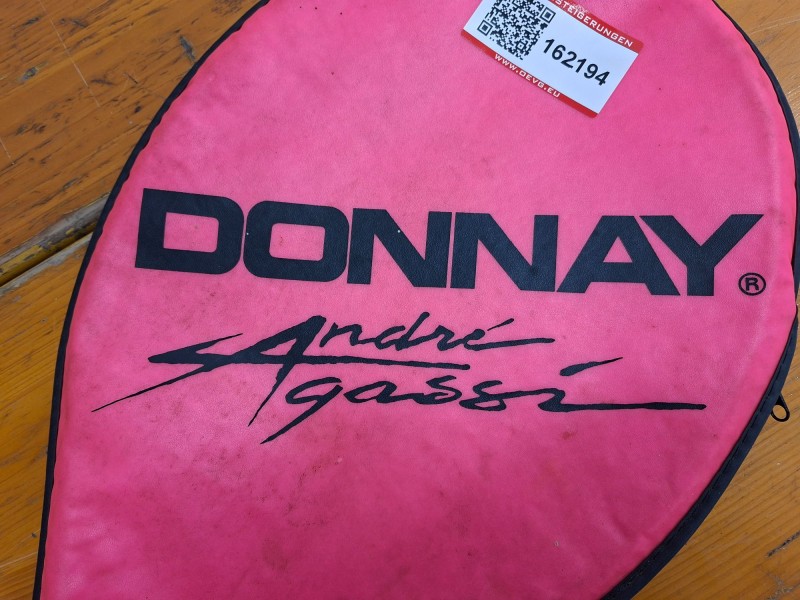 STEIGERUNGEN
162194
WWW.DEVG.EU
DONNAY®
André
Agassi